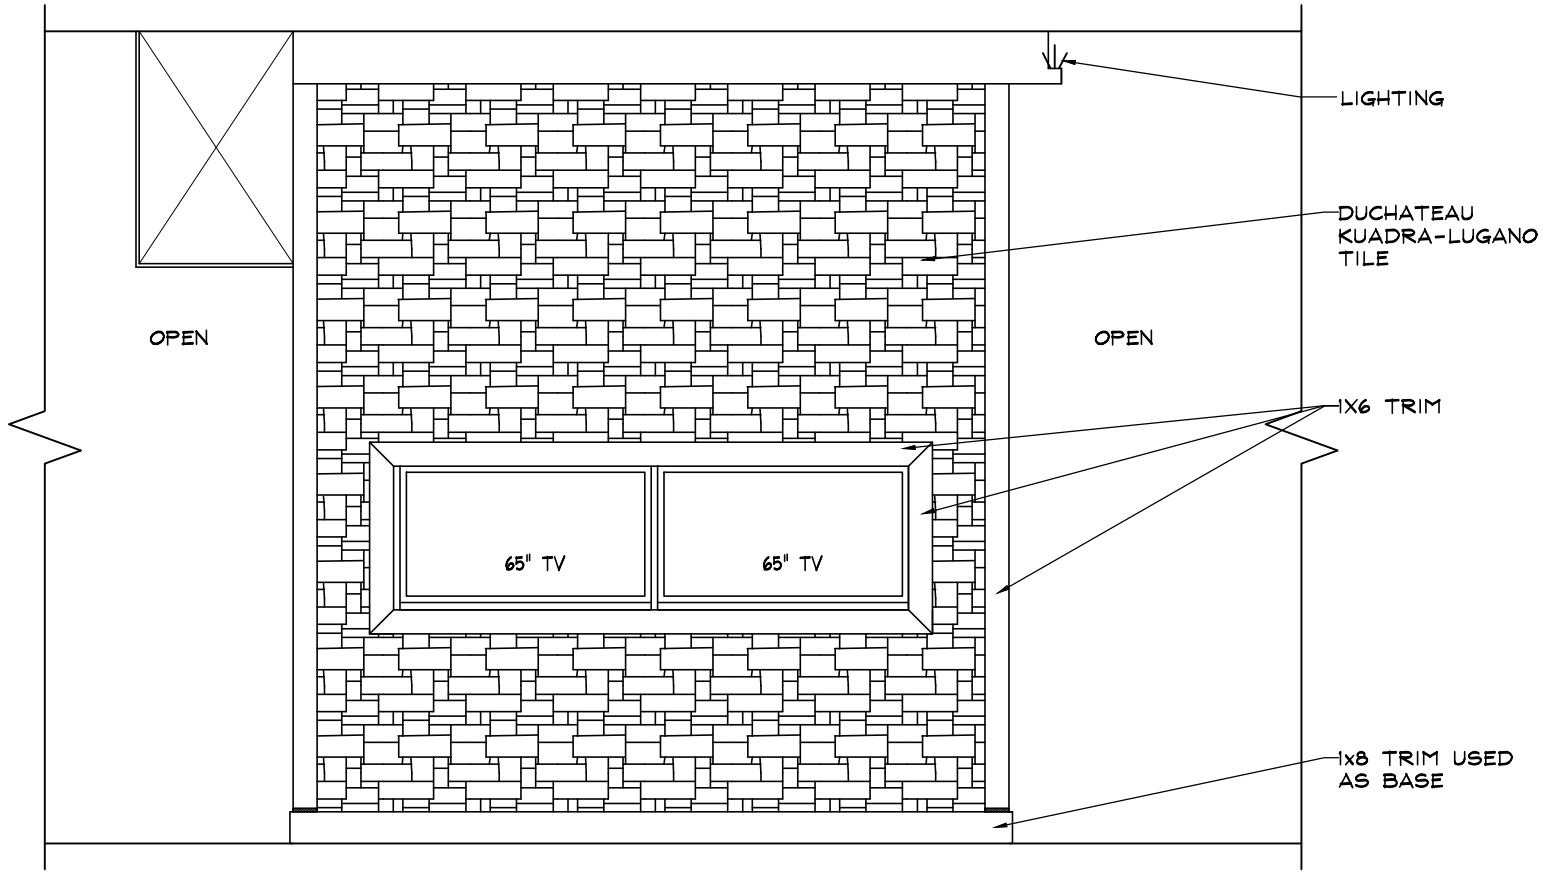 LIGHTING
DUCHATEAU
KUADRA-LUGANO
TILE
OPEN
OPEN
1X6 TRIM
65" TV
65" TV
1x8 TRIM USED
AS BASE